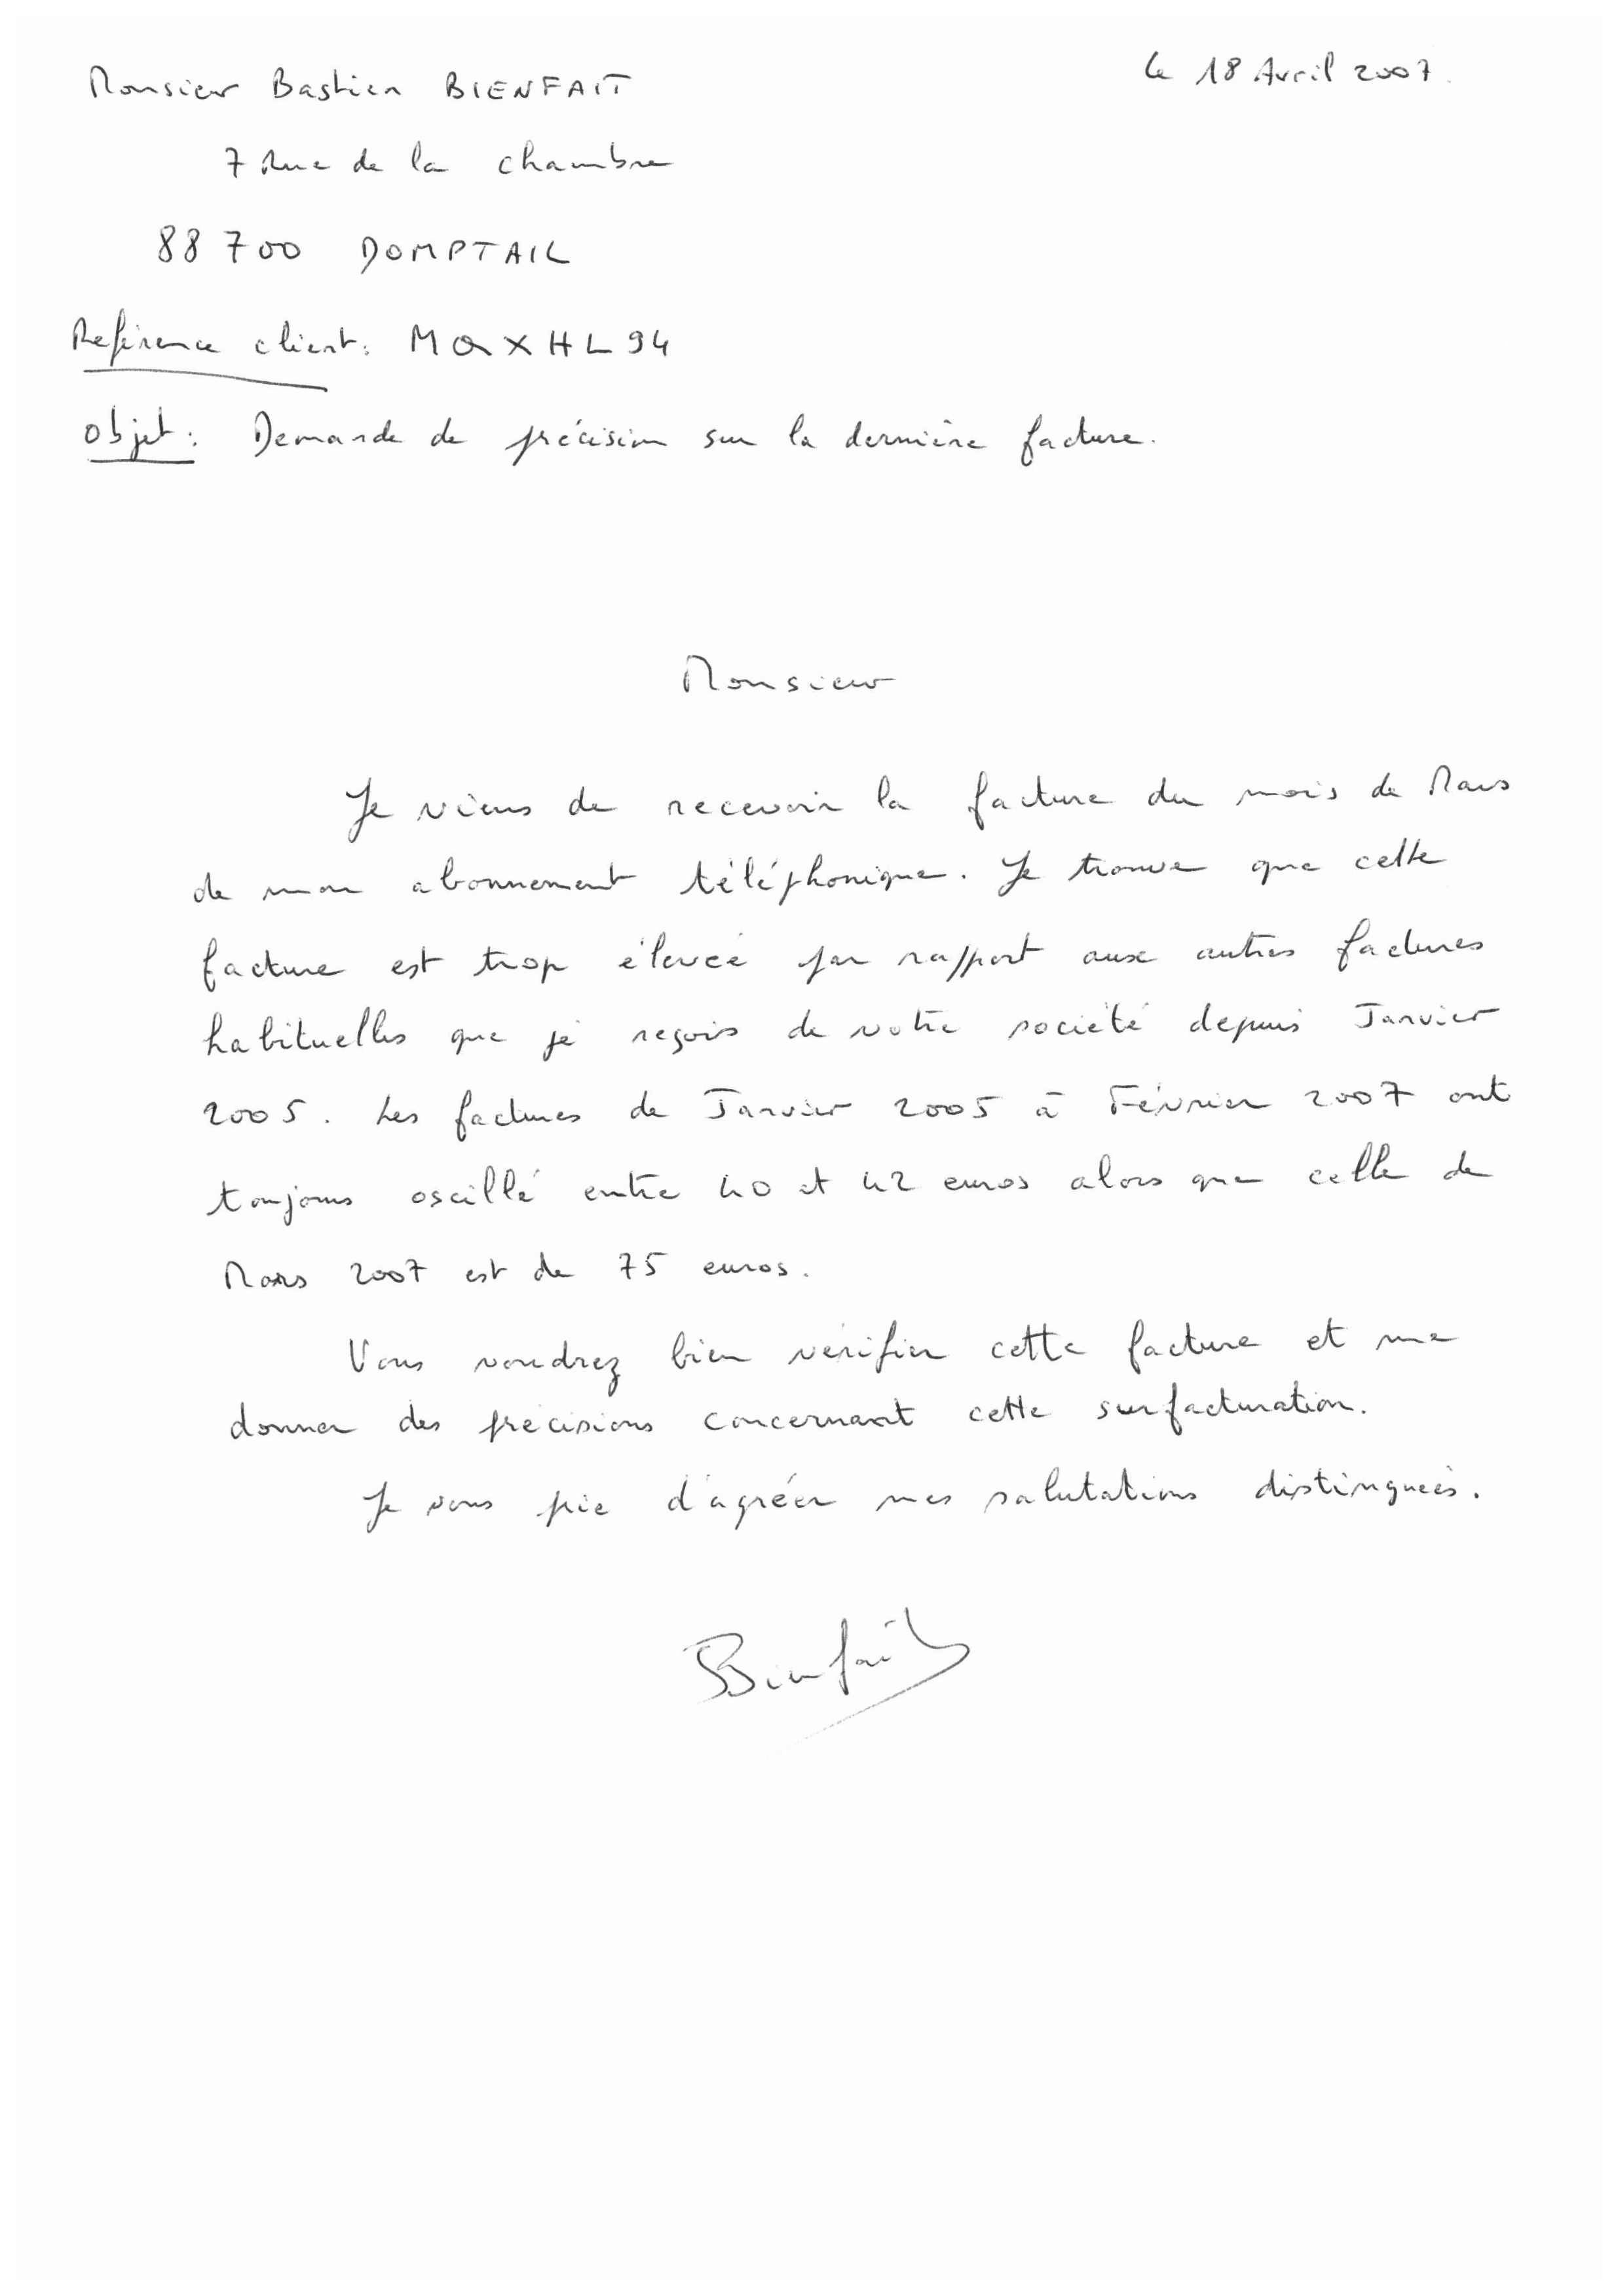 Monsieur Bastien BIENFAIT
le 18 Avril 2007.
7 Rue de la chambre
88700 DOMPTAIL
Reférence client: MQXHL94
Objet: Demande de précision sur la dernière facture.
Monsieur
Je viens de recevoir la facture du mois de Mars
de mon abonnement téléphonique. Je trouve que cette
facture est trop élevée par rapport aux autres factures
habituelles que je reçois de votre société depuis Janvier
2005. Les factures de Janvier 2005 à Février 2007 ont
toujours oscillé entre 40 et 42 euros alors que celle de
Mars 2007 est de 75 euros.
Vous voudrez bien vérifier cette facture et me
donner des précisions concernant cette surfacturation.
Je vous prie d'agréer mes salutations distinguées.
Bienfait